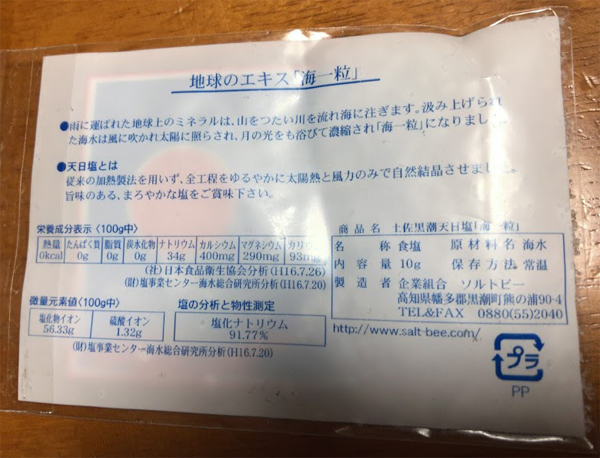 地球のエキス「海一粒」
●雨に運ばれた地球上のミネラルは、山をつたい川を流れ海に注ぎます。汲み上げられ
た海水は風に吹かれ太陽に照らされ、月の光をも浴びて濃縮され「海一粒」になりました。
●天日塩とは
従来の加熱製法を用いず、全工程をゆるやかに太陽熱と風力のみで自然結晶させました。
旨味のある、まろやかな塩をご賞味下さい。
栄養成分表示〈100g中〉
熱量 たんぱく質 脂質 炭水化物 ナトリウム カルシウム マグネシウム カリウム
0kcal 0g 0g 0g 34g 400mg 290mg 93mg
(社)日本食品衛生協会分析(H16.7.26)
(財)塩事業センター海水総合研究所分析(H16.7.20)
微量元素値〈100g中〉
塩化物イオン 硫酸イオン
56.33g 1.32g
塩の分析と物性測定
塩化ナトリウム
91.77%
(財)塩事業センター海水総合研究所分析(H16.7.20)
商品名 土佐黒潮天日塩「海一粒」
名称 食塩 原材料名 海水
内容量 10g 保存方法 常温
製造者 企業組合 ソルトビー
高知県幡多郡黒潮町熊の浦90-4
TEL&FAX 0880(55)2040
http://www.salt-bee.com/
プラ
PP